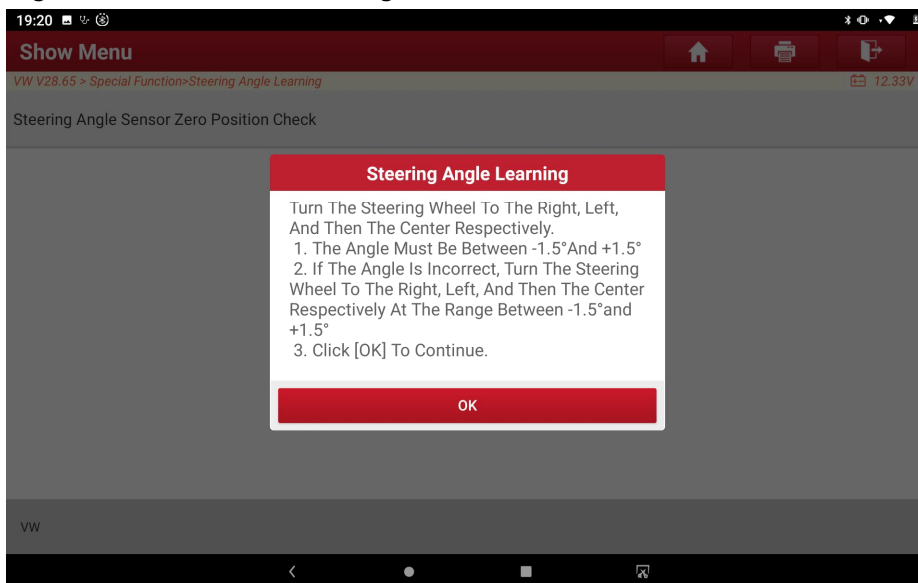 19:20
Show Menu
VW V28.65 > Special Function>Steering Angle Learning
12.33V
Steering Angle Sensor Zero Position Check
Steering Angle Learning
Turn The Steering Wheel To The Right, Left,
And Then The Center Respectively.
1. The Angle Must Be Between -1.5°And +1.5°
2. If The Angle Is Incorrect, Turn The Steering
Wheel To The Right, Left, And Then The Center
Respectively At The Range Between -1.5°and
+1.5°
3. Click [OK] To Continue.
OK
VW